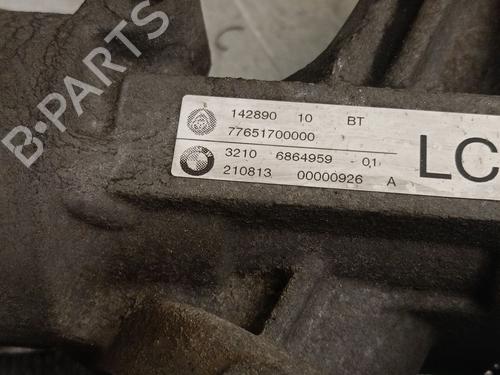 B-PARTS
142890 10 BT
77651700000
3210 6864959 - 01
210813 00000926 A
LC